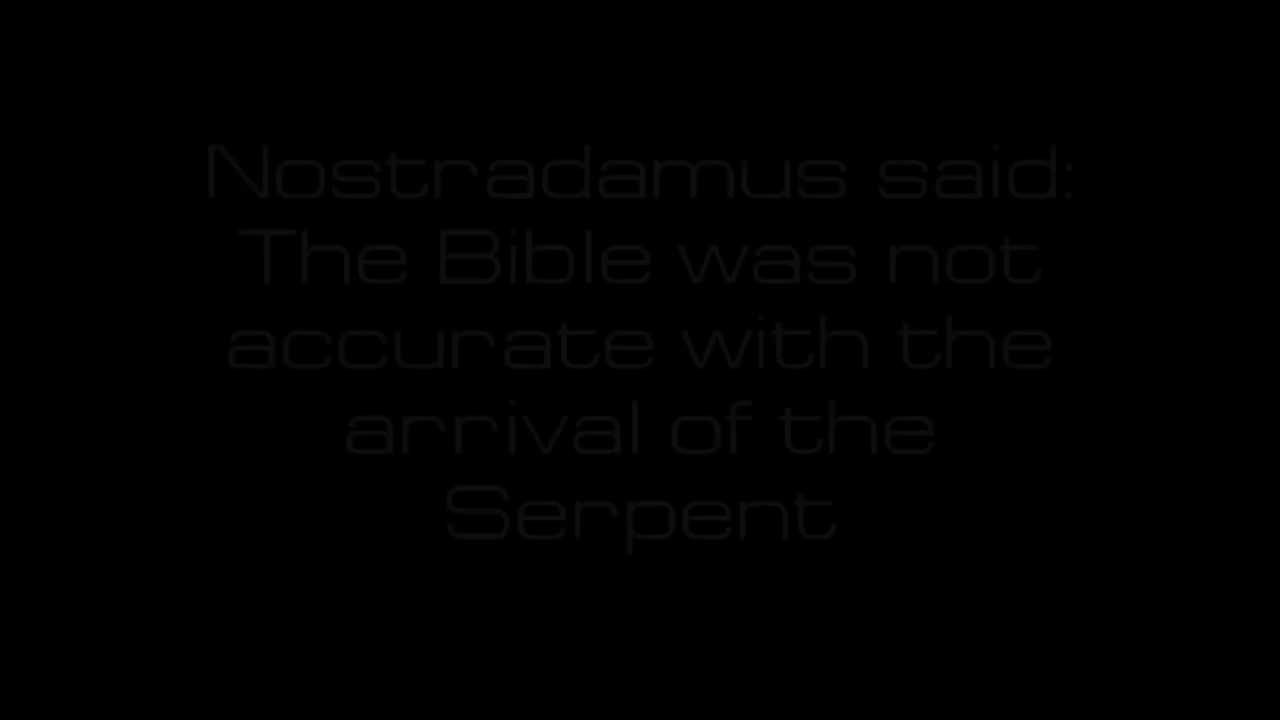 Nostradamus said:
The Bible was not
accurate with the
arrival of the
Serpent